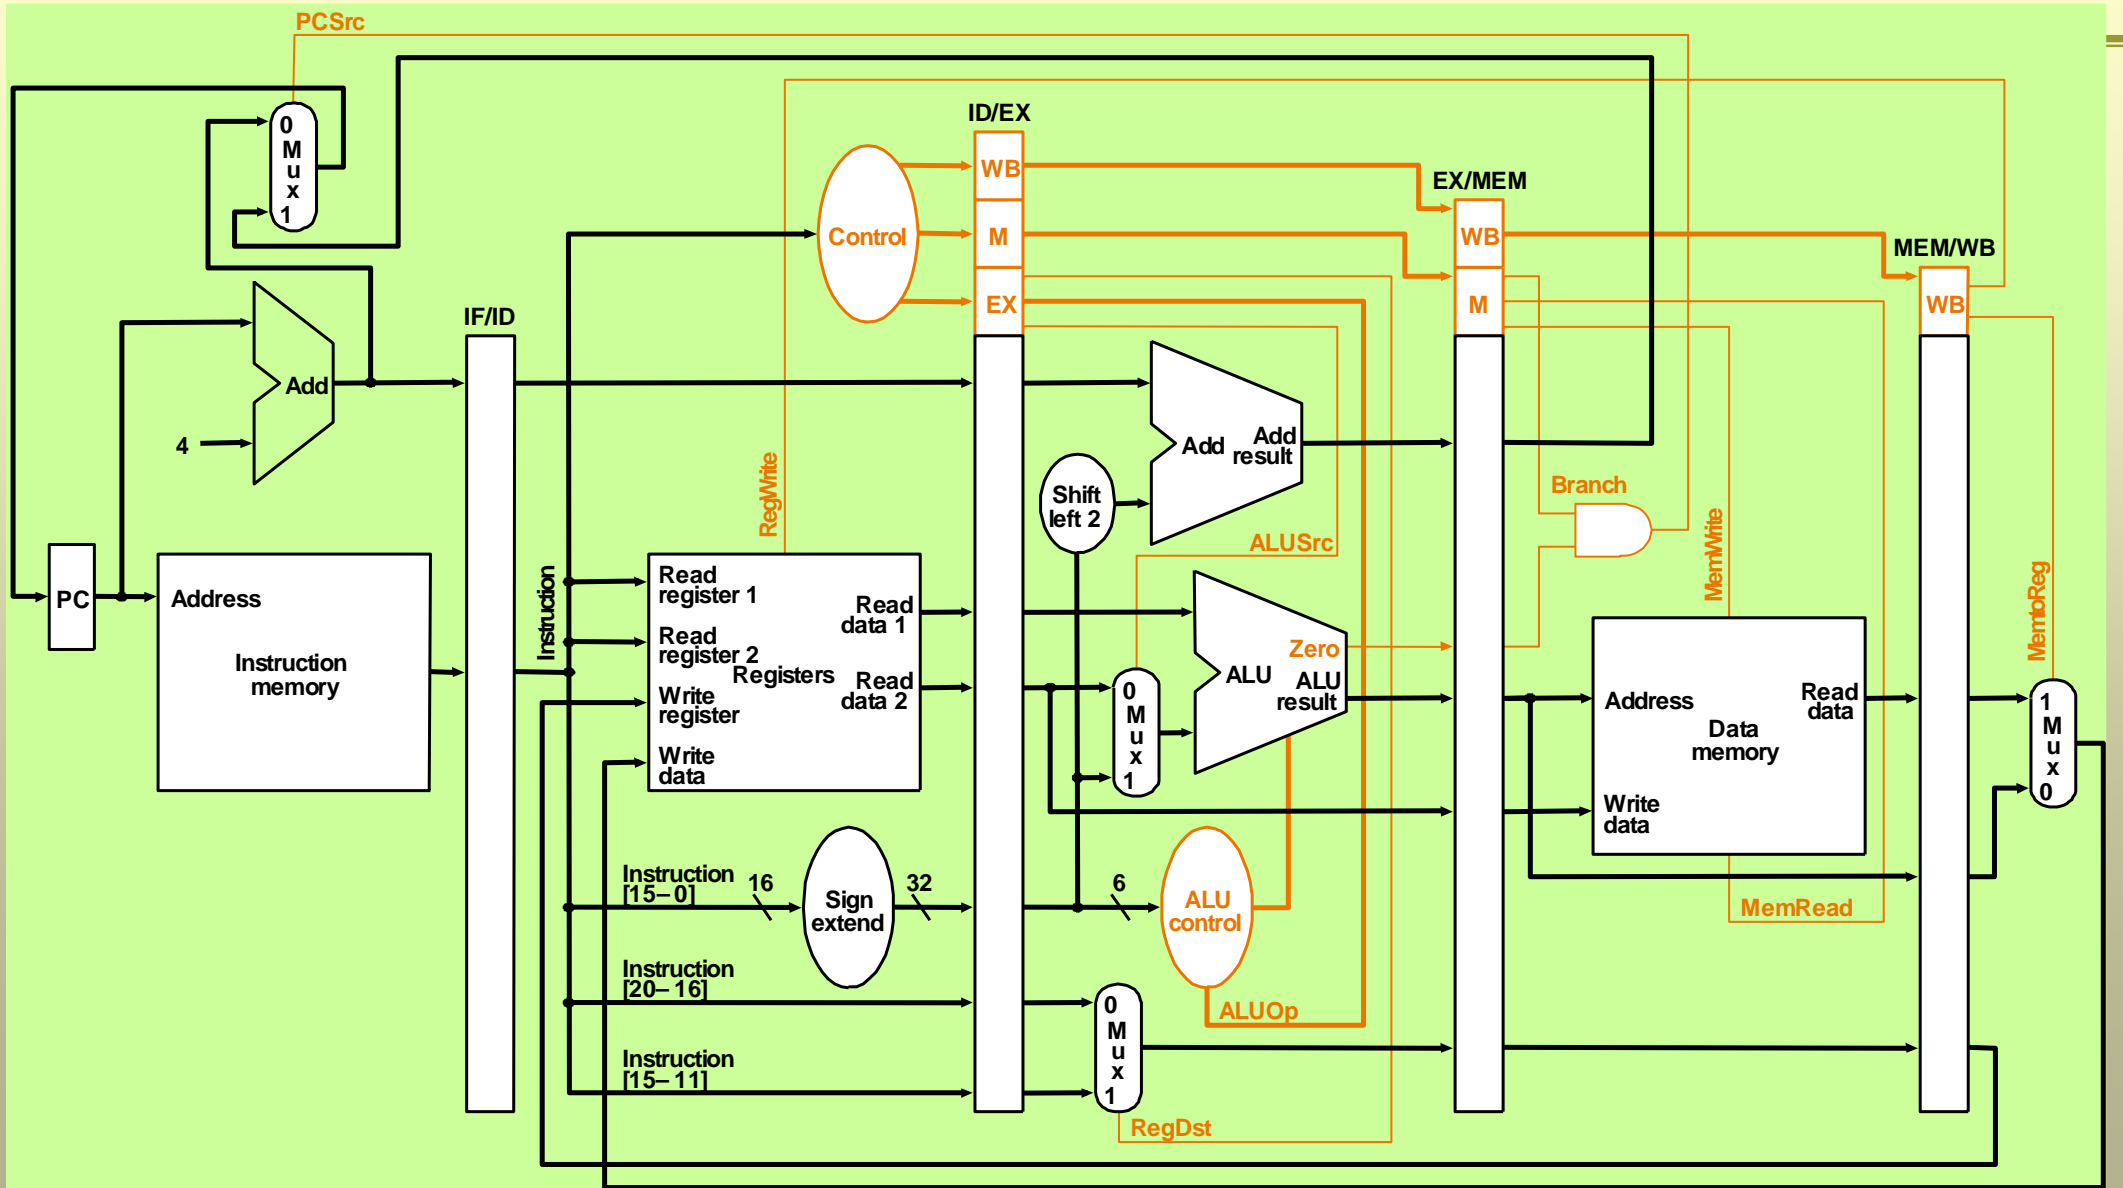 PCSrc
0
M
u
x
1
ID/EX
WB
M
EX
Control
EX/MEM
WB
M
MEM/WB
WB
IF/ID
Add
4
RegWrite
Shift
left 2
Add
Add
result
Branch
ALUSrc
MemWrite
PC
Address
Instruction
memory
Instruction
Read
register 1
Read
register 2
Registers
Write
register
Write
data
Read
data 1
Read
data 2
0
M
u
x
1
Zero
ALU
ALU
result
Address
Read
data
Data
memory
Write
data
MemtoReg
1
M
u
x
0
Instruction
[15–0]
16
Sign
extend
32
6
ALU
control
MemRead
Instruction
[20–16]
Instruction
[15–11]
0
M
u
x
1
ALUOp
RegDst